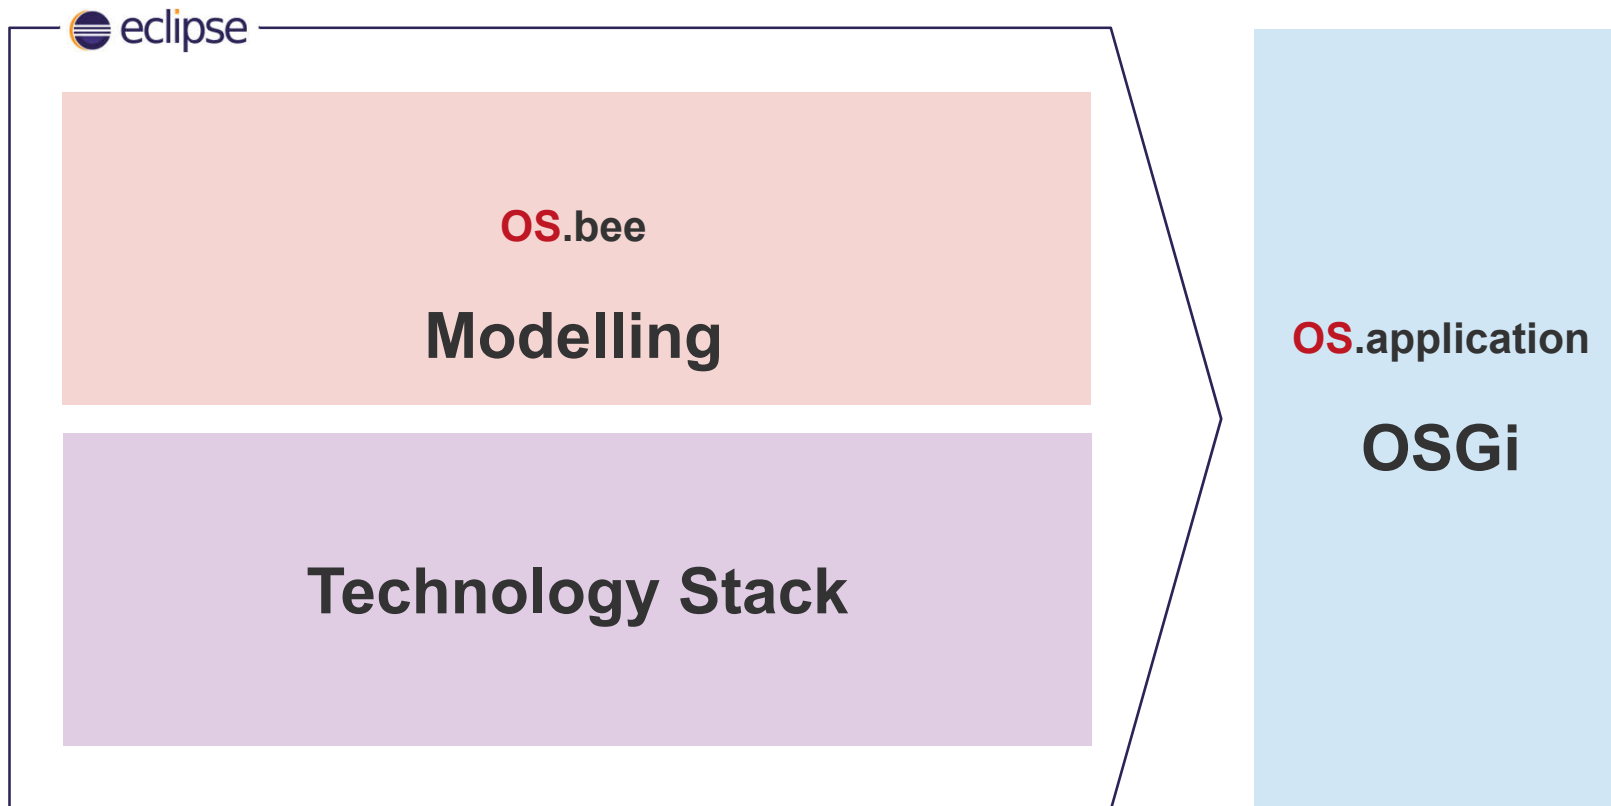 eclipse
OS.bee
Modelling
Technology Stack
OS.application
OSGi